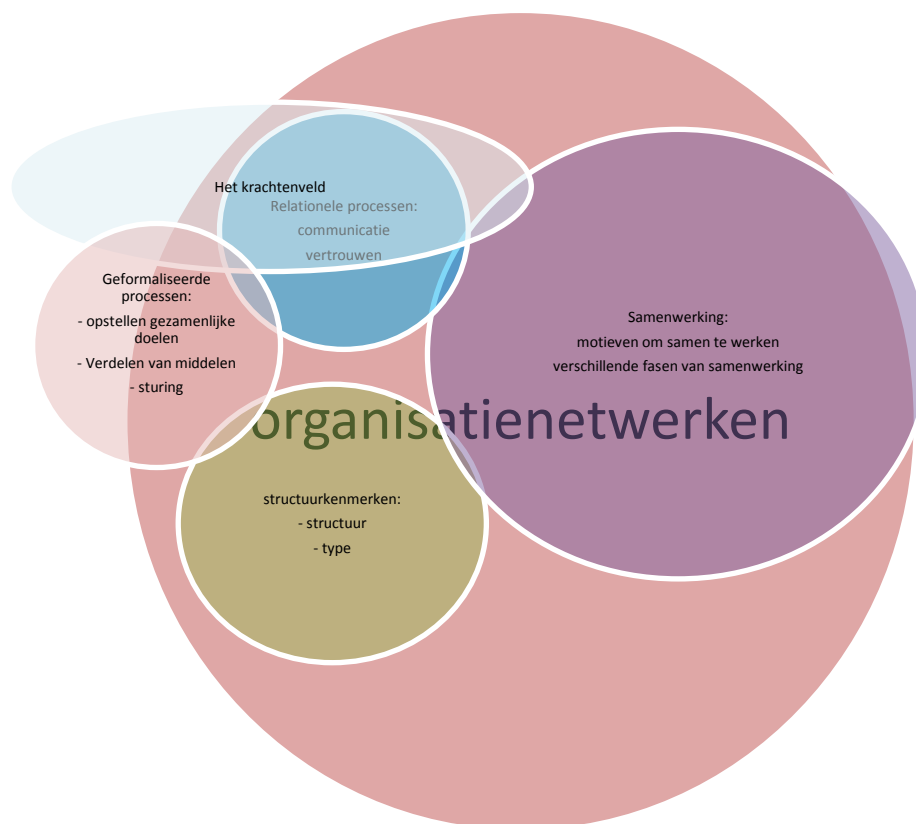 Het krachtenveld
Relationele processen:
communicatie
vertrouwen
Geformaliseerde
processen:
- opstellen gezamenlijke
doelen
- Verdelen van middelen
- sturing
Samenwerking:
motieven om samen te werken
verschillende fasen van samenwerking
organisatienetwerken
structuurkenmerken:
- structuur
- type